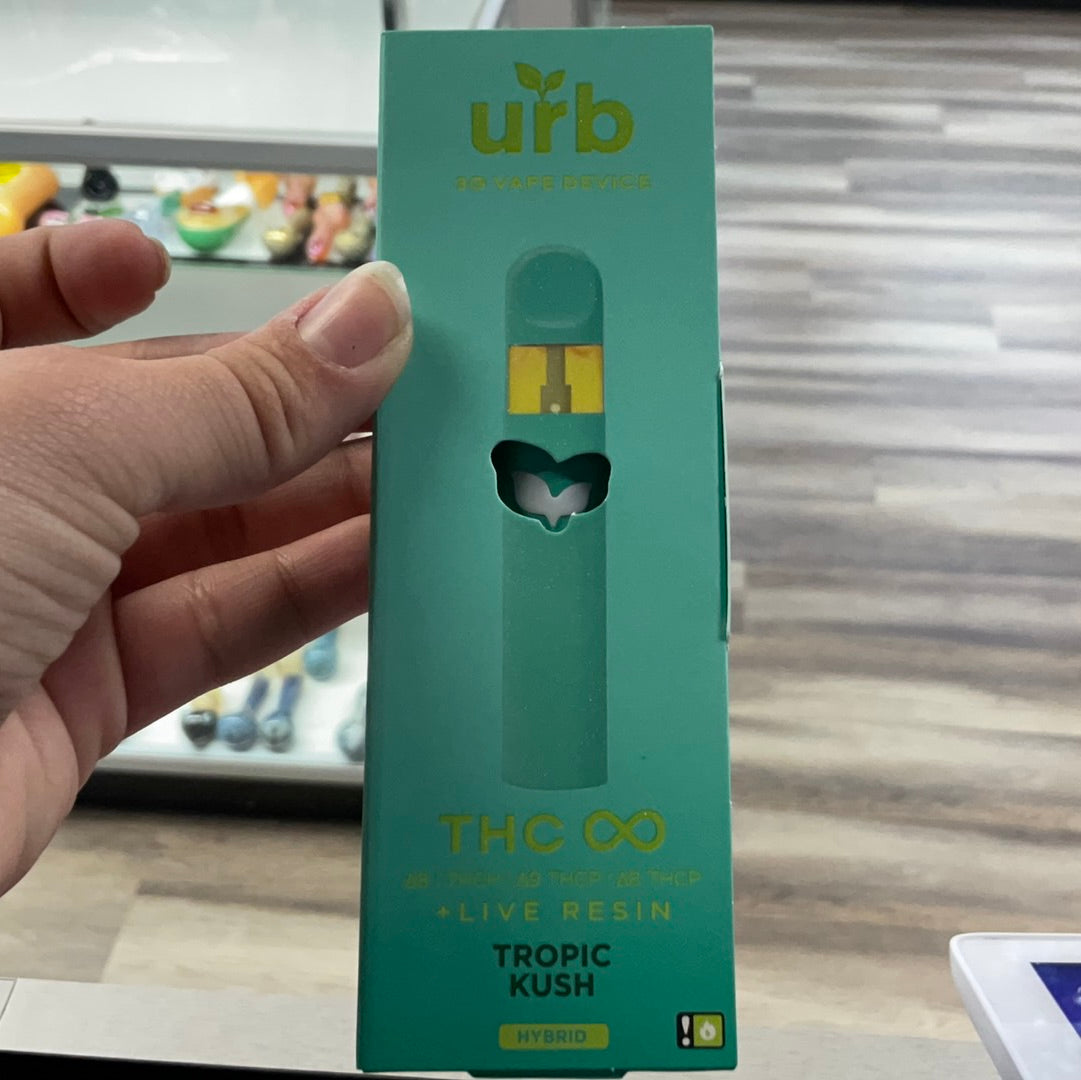 urb
3G VAPE DEVICE
THC ∞
Δ8 · THCH · Δ9 THCP · Δ8 THCP
+LIVE RESIN
TROPIC
KUSH
HYBRID
!